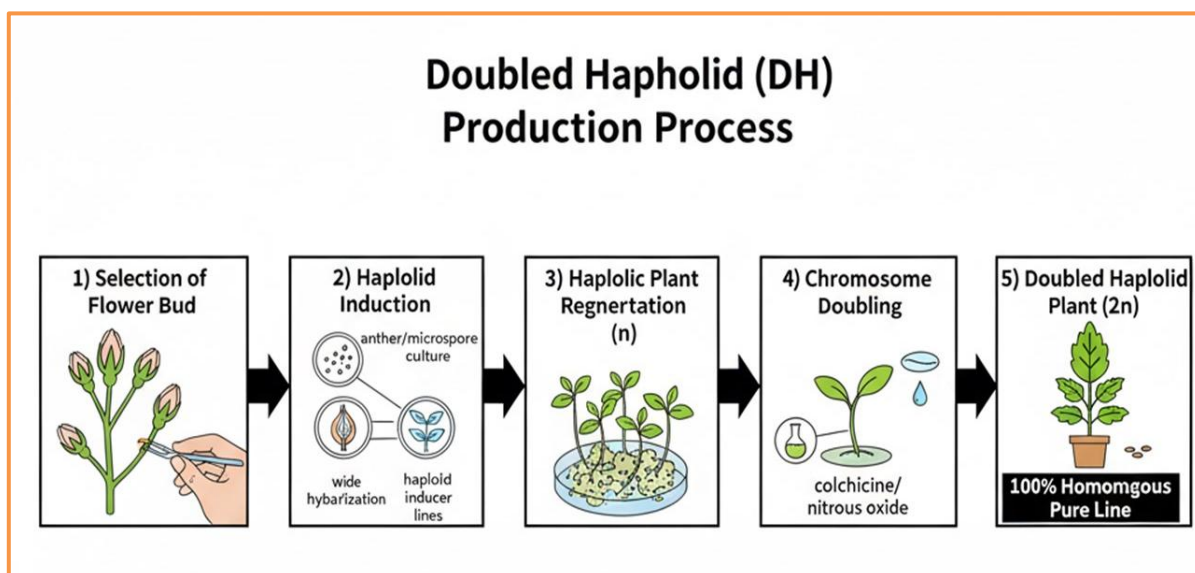 Doubled Hapholid (DH)
Production Process
1) Selection of
Flower Bud
2) Haplolid
Induction
anther/microspore
culture
wide
hybarization
haploid
inducer
lines
3) Haplolic Plant
Regnertation
(n)
4) Chromosome
Doubling
colchicine/
nitrous oxide
5) Doubled Haplolid
Plant (2n)
100% Homomgous
Pure Line